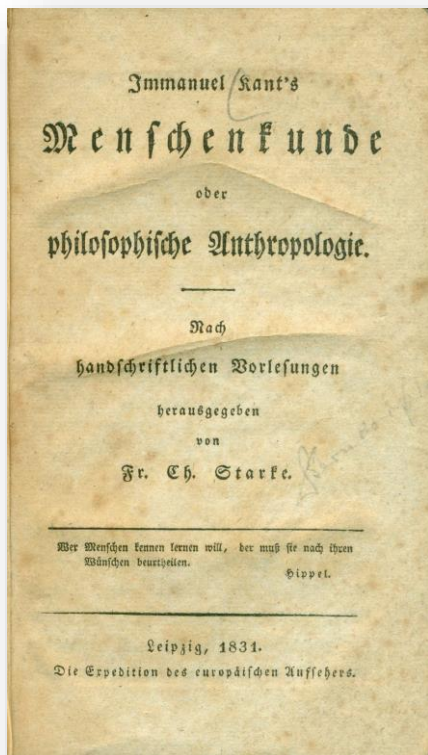 Immanuel Kant's
Menschenkunde
oder
philosophische Anthropologie.
Nach
handschriftlichen Vorlesungen
herausgegeben
von
Fr. Ch. Starke.
Wer Menschen kennen lernen will, der muß sie nach ihren
Wünschen beurtheilen.
Hippel.
Leipzig, 1831.
Die Expedition des europäischen Aufsehers.